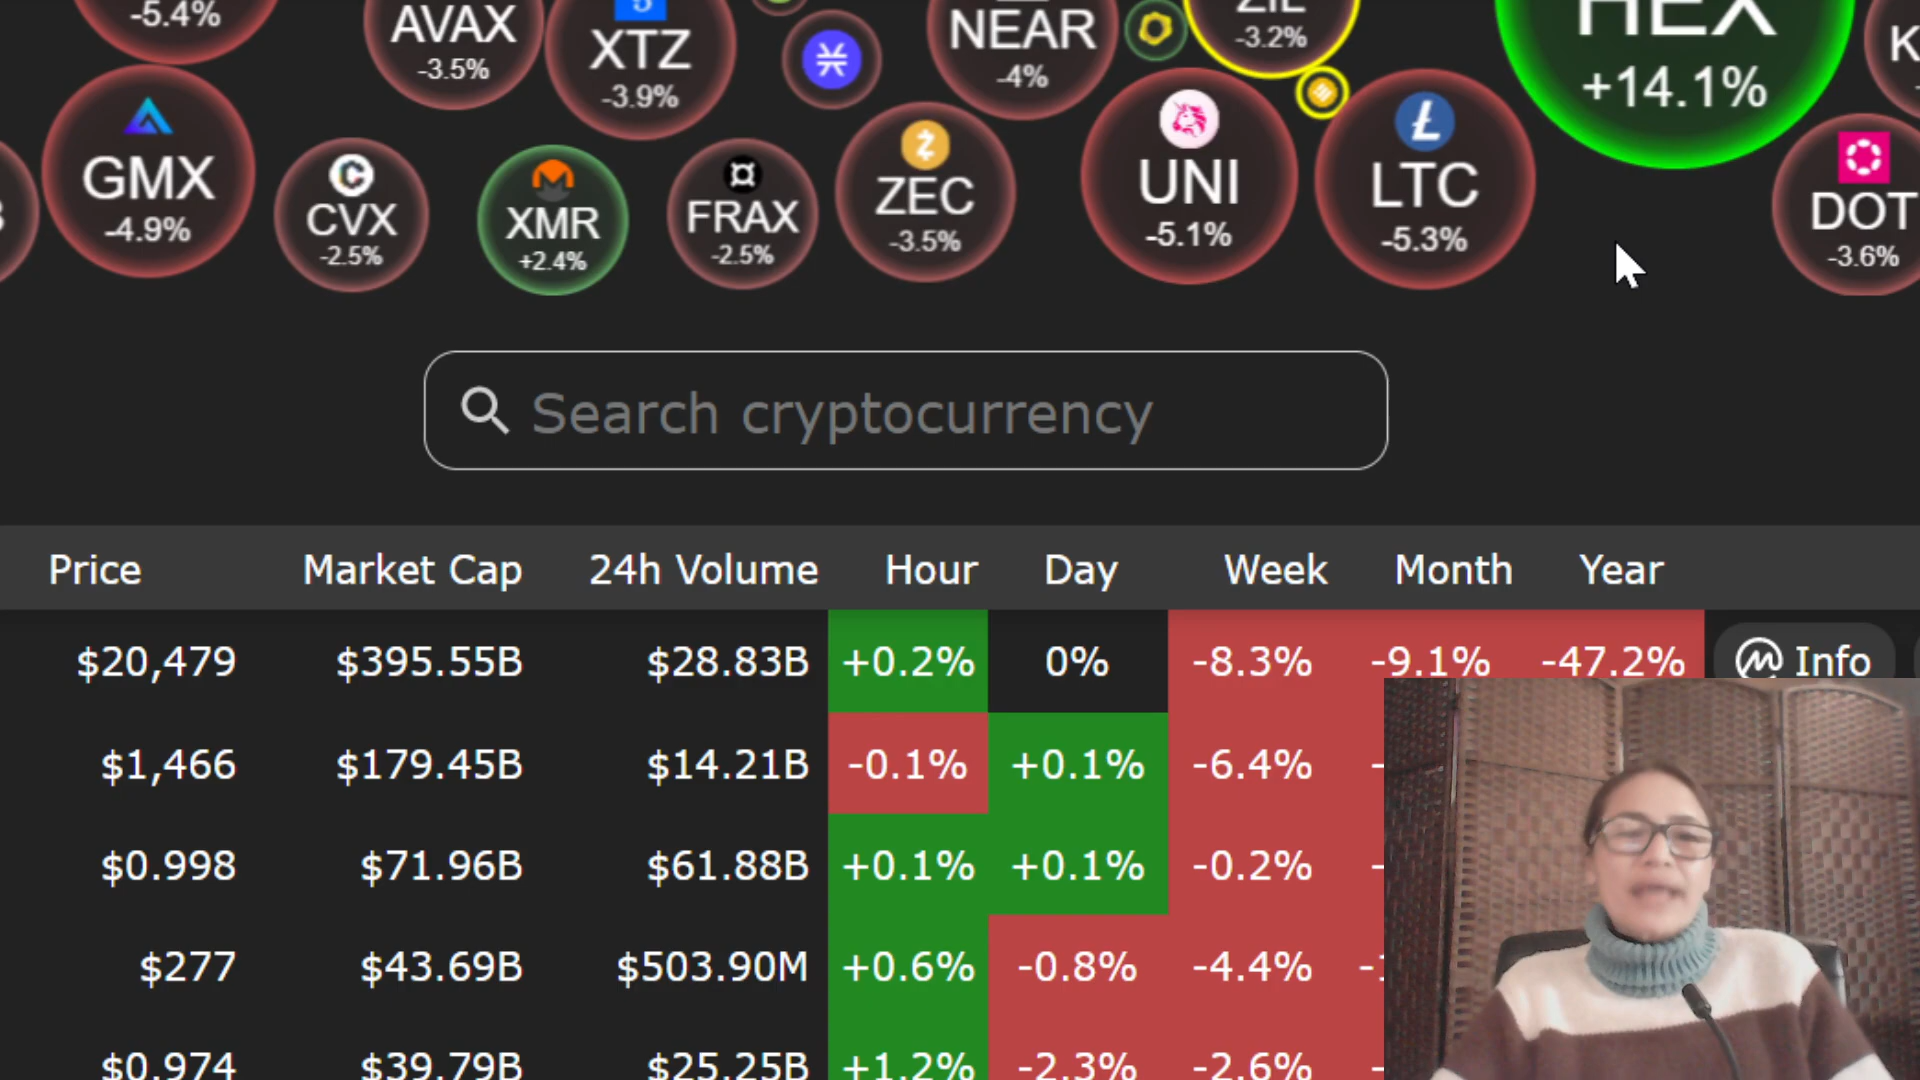 -5.4%
AVAX
-3.5%
XTZ
-3.9%
NEAR
-4%
ZIL
-3.2%
HEX
+14.1%
GMX
-4.9%
CVX
-2.5%
XMR
+2.4%
FRAX
-2.5%
ZEC
-3.5%
UNI
-5.1%
LTC
-5.3%
DOT
-3.6%
Search cryptocurrency
Price Market Cap 24h Volume Hour Day Week Month Year
$20,479 $395.55B $28.83B +0.2% 0% -8.3% -9.1% -47.2% Info
$1,466 $179.45B $14.21B -0.1% +0.1% -6.4%
$0.998 $71.96B $61.88B +0.1% +0.1% -0.2%
$277 $43.69B $503.90M +0.6% -0.8% -4.4%
$0.974 $39.79B $25.25B +1.2% -2.3% -2.6%